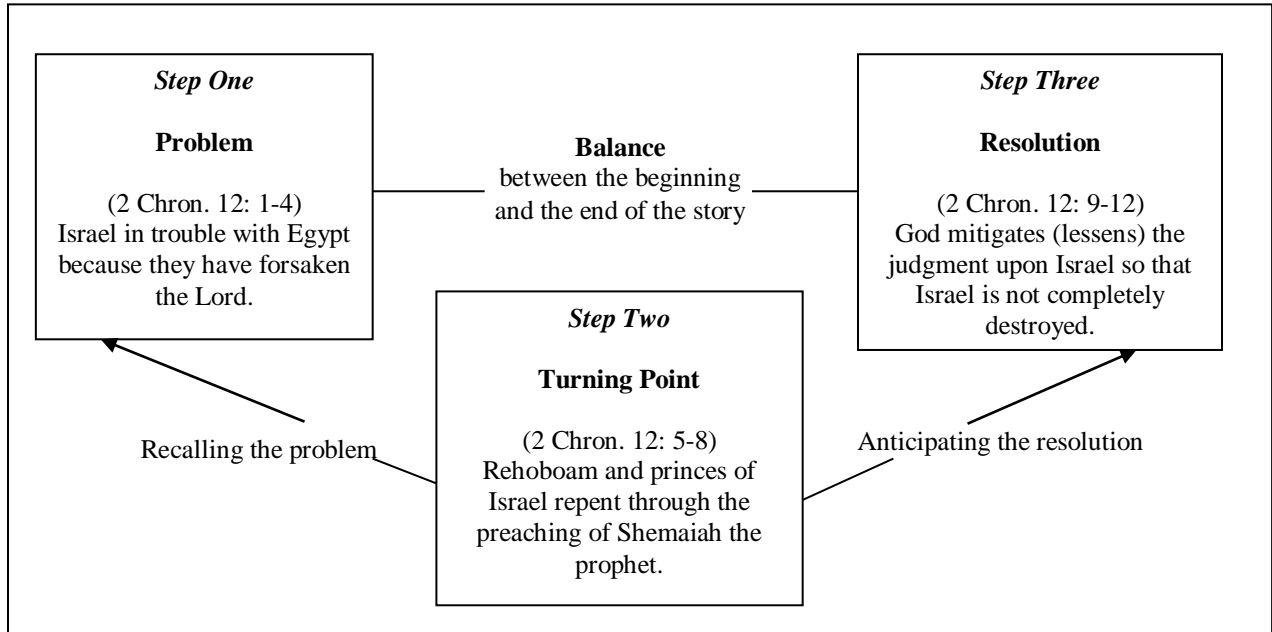 Step One
Problem
(2 Chron. 12: 1-4)
Israel in trouble with Egypt
because they have forsaken
the Lord.
Balance
between the beginning
and the end of the story
Step Three
Resolution
(2 Chron. 12: 9-12)
God mitigates (lessens) the
judgment upon Israel so that
Israel is not completely
destroyed.
Step Two
Turning Point
(2 Chron. 12: 5-8)
Rehoboam and princes of
Israel repent through the
preaching of Shemaiah the
prophet.
Recalling the problem
Anticipating the resolution